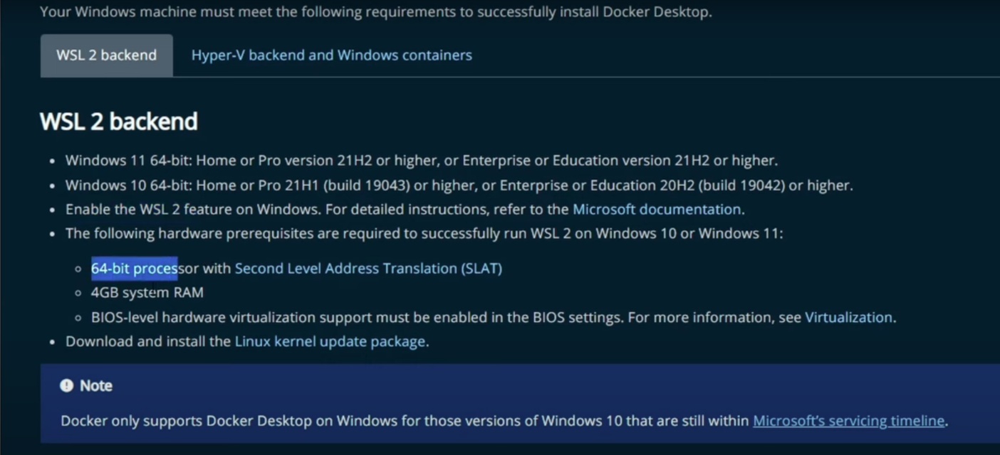 Your Windows machine must meet the following requirements to successfully install Docker Desktop.
WSL 2 backend
Hyper-V backend and Windows containers
WSL 2 backend
Windows 11 64-bit: Home or Pro version 21H2 or higher, or Enterprise or Education version 21H2 or higher.
Windows 10 64-bit: Home or Pro 21H1 (build 19043) or higher, or Enterprise or Education 20H2 (build 19042) or higher.
Enable the WSL 2 feature on Windows. For detailed instructions, refer to the Microsoft documentation.
The following hardware prerequisites are required to successfully run WSL 2 on Windows 10 or Windows 11:
64-bit processor with Second Level Address Translation (SLAT)
4GB system RAM
BIOS-level hardware virtualization support must be enabled in the BIOS settings. For more information, see Virtualization.
Download and install the Linux kernel update package.
Note
Docker only supports Docker Desktop on Windows for those versions of Windows 10 that are still within Microsoft's servicing timeline.